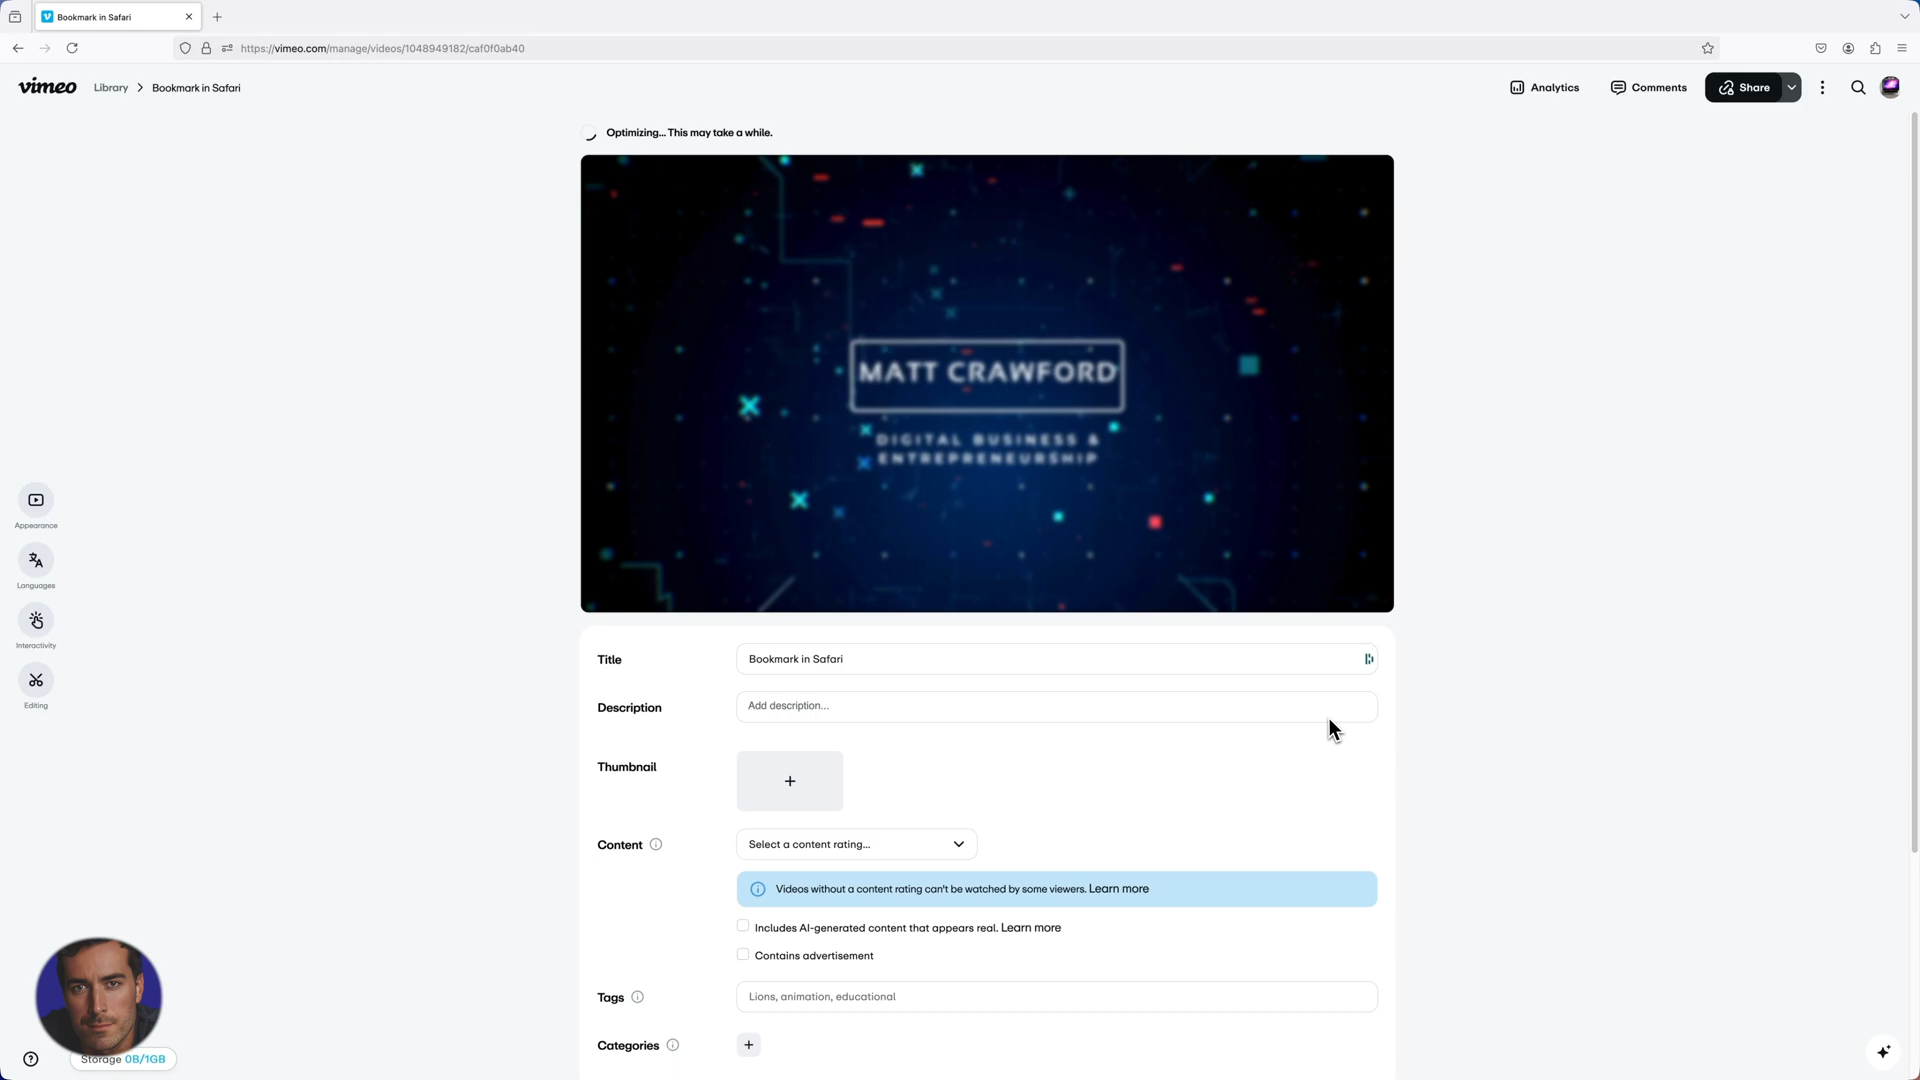 Bookmark in Safari
https://vimeo.com/manage/videos/1048949182/caf0f0ab40
vimeo
Library
Bookmark in Safari
Analytics
Comments
Share
Optimizing... This may take a while.
MATT CRAWFORD
DIGITAL BUSINESS &
ENTREPRENEURSHIP
Appearance
Languages
Interactivity
Editing
Title
Bookmark in Safari
Description
Add description...
Thumbnail
Content
Select a content rating...
Videos without a content rating can't be watched by some viewers. Learn more
Includes AI-generated content that appears real. Learn more
Contains advertisement
Tags
Lions, animation, educational
Categories
Storage 0B/1GB